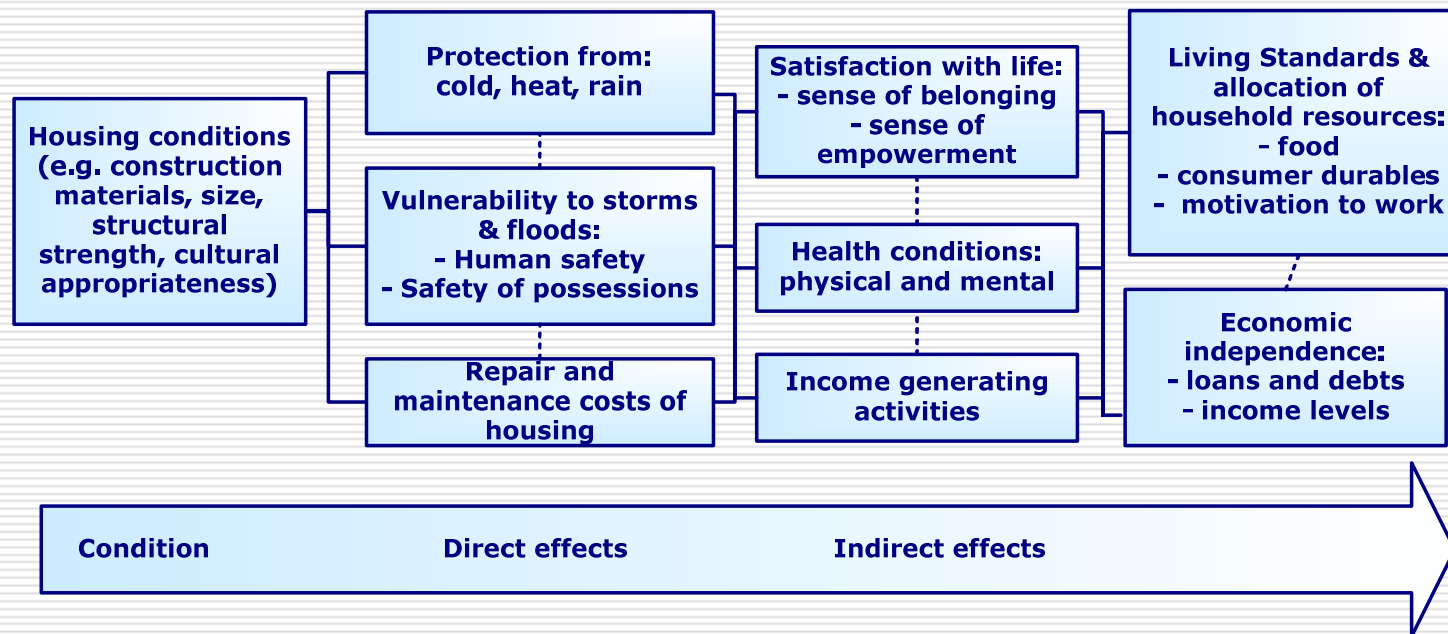 Housing conditions
(e.g. construction
materials, size,
structural
strength, cultural
appropriateness)
Protection from:
cold, heat, rain
Vulnerability to storms
& floods:
- Human safety
- Safety of possessions
Repair and
maintenance costs of
housing
Satisfaction with life:
- sense of belonging
- sense of
empowerment
Health conditions:
physical and mental
Income generating
activities
Living Standards &
allocation of
household resources:
- food
- consumer durables
- motivation to work
Economic
independence:
- loans and debts
- income levels
Condition
Direct effects
Indirect effects